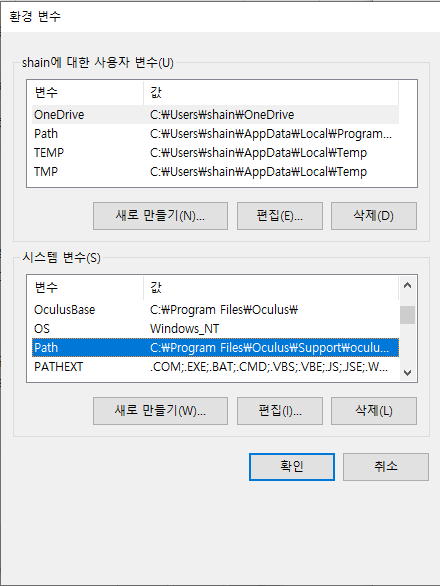 환경 변수
shain에 대한 사용자 변수(U)
변수 값
OneDrive C:₩Users₩shain₩OneDrive
Path C:₩Users₩shain₩AppData₩Local₩Program...
TEMP C:₩Users₩shain₩AppData₩Local₩Temp
TMP C:₩Users₩shain₩AppData₩Local₩Temp
새로 만들기(N)... 편집(E)... 삭제(D)
시스템 변수(S)
변수 값
OculusBase C:₩Program Files₩Oculus₩
OS Windows_NT
Path C:₩Program Files₩Oculus₩Support₩oculu...
PATHEXT .COM;.EXE;.BAT;.CMD;.VBS;.VBE;.JS;.JSE;.W...
새로 만들기(W)... 편집(I)... 삭제(L)
확인 취소